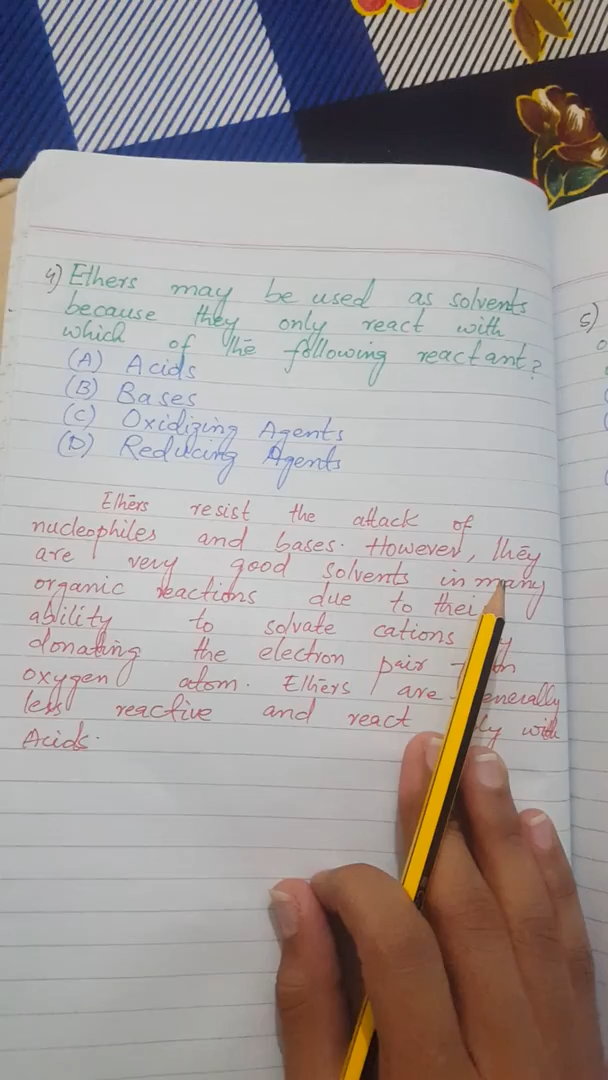 4) Ethers may be used as solvents
because they only react with
which of the following reactant?
(A) Acids
(B) Bases
(C) Oxidizing Agents
(D) Reducing Agents
Ethers resist the attack of
nucleophiles and bases. However, they
are very good solvents in many
organic reactions due to
ability to solvate cations
donating the electron pair
oxygen atom. Ethers are
less reactive and react with
Acids.
5)